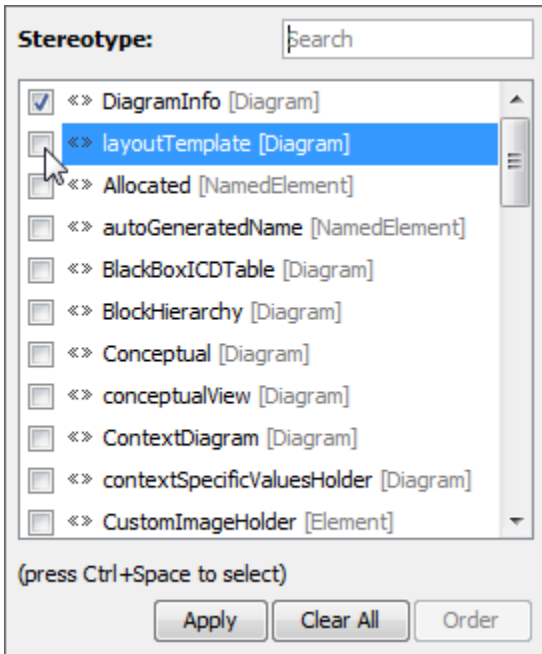 Stereotype: Search
«» DiagramInfo [Diagram]
«» layoutTemplate [Diagram]
«» Allocated [NamedElement]
«» autoGeneratedName [NamedElement]
«» BlackBoxICDTable [Diagram]
«» BlockHierarchy [Diagram]
«» Conceptual [Diagram]
«» conceptualView [Diagram]
«» ContextDiagram [Diagram]
«» contextSpecificValuesHolder [Diagram]
«» CustomImageHolder [Element]
(press Ctrl+Space to select)
Apply Clear All Order